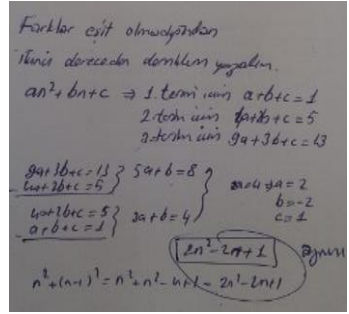 Farklar eşit olmadığından
ikinci dereceden denklem yazalım.
an²+bn+c ⇒ 1. terim için a+b+c=1
2. terim için 4a+2b+c=5
3. terim için 9a+3b+c=13
9a+3b+c=13
4a+2b+c=5 } 5a+b=8
4a+2b+c=5
a+b+c=1 } 3a+b=4
a=2
b=-2
c=1
2n²-2n+1
n²+(n-1)²=n²+n²-2n+1=2n²-2n+1